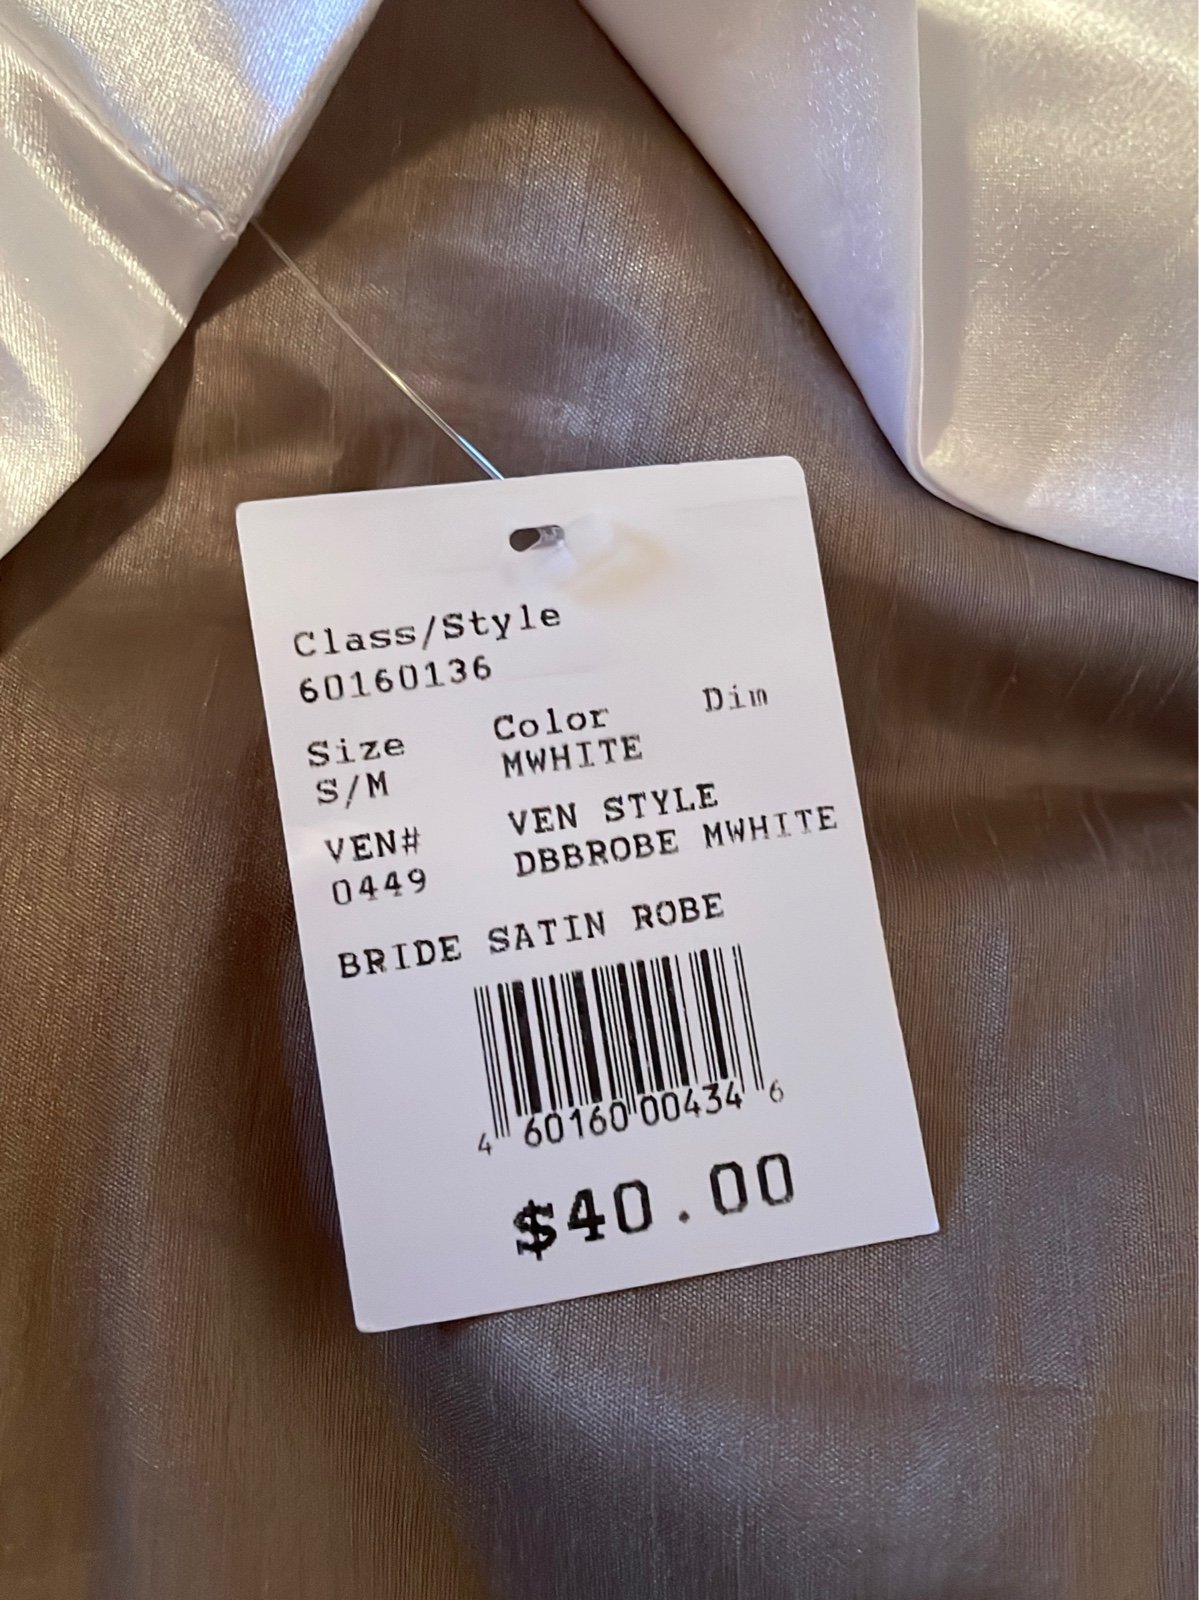 Class/Style
60160136
Size Color Dim
S/M MWHITE
VEN# VEN STYLE
0449 DBBROBE MWHITE
BRIDE SATIN ROBE
4 60160 00434 6
$40.00